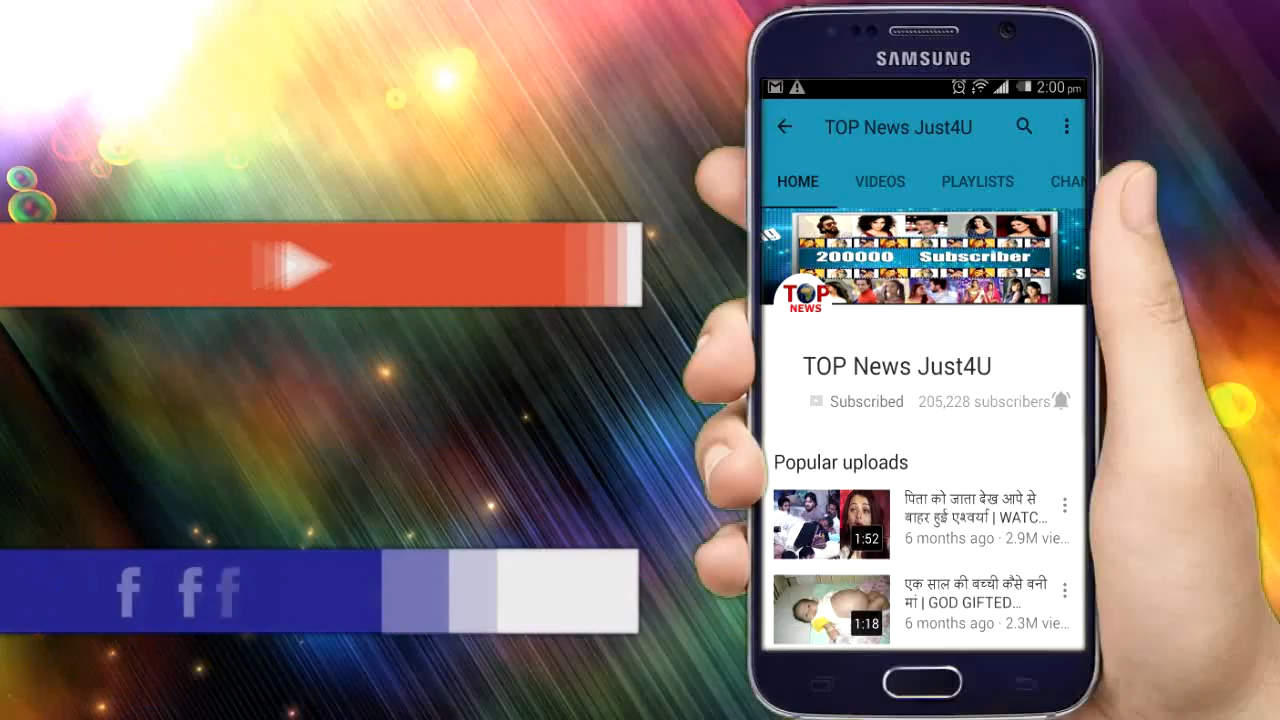 SAMSUNG
2:00 pm
TOP News Just4U
HOME VIDEOS PLAYLISTS CHAN
200000 Subscriber
TOP
NEWS
TOP News Just4U
Subscribed 205,228 subscribers
Popular uploads
पिता को जाता देख आपे से
बाहर हुई एश्वर्या | WATC...
1:52
6 months ago · 2.9M vie...
एक साल की बच्ची कैसे बनी
मां | GOD GIFTED...
1:18
6 months ago · 2.3M vie...
f f f